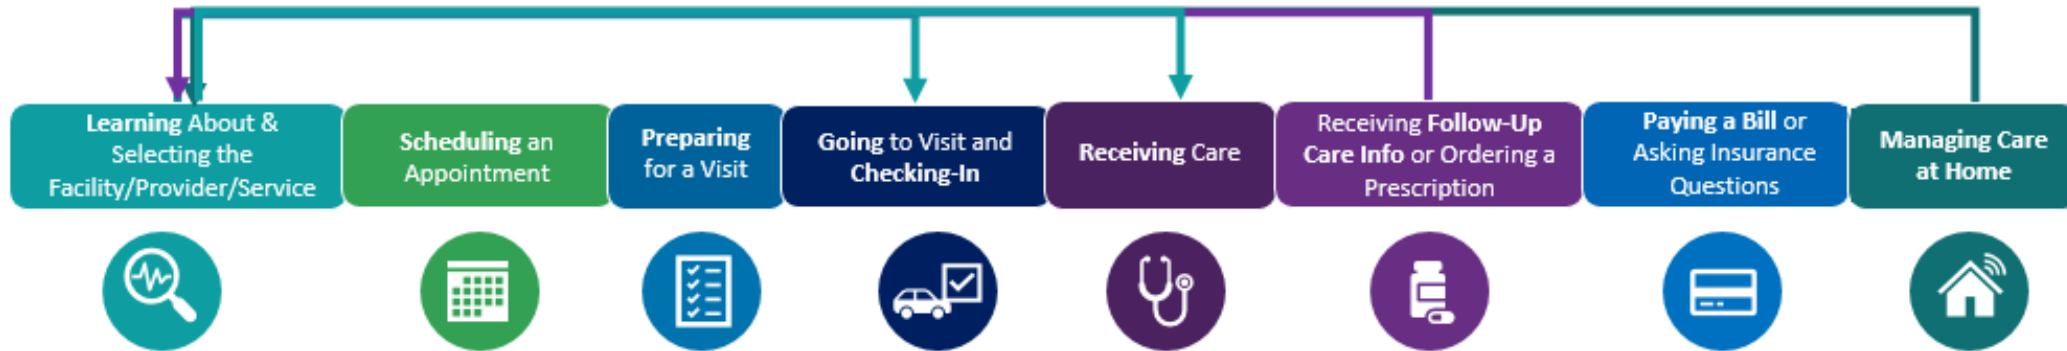 Learning About &
Selecting the
Facility/Provider/Service
Scheduling an
Appointment
Preparing
for a Visit
Going to Visit and
Checking-In
Receiving Care
Receiving Follow-Up
Care Info or Ordering a
Prescription
Paying a Bill or
Asking Insurance
Questions
Managing Care
at Home